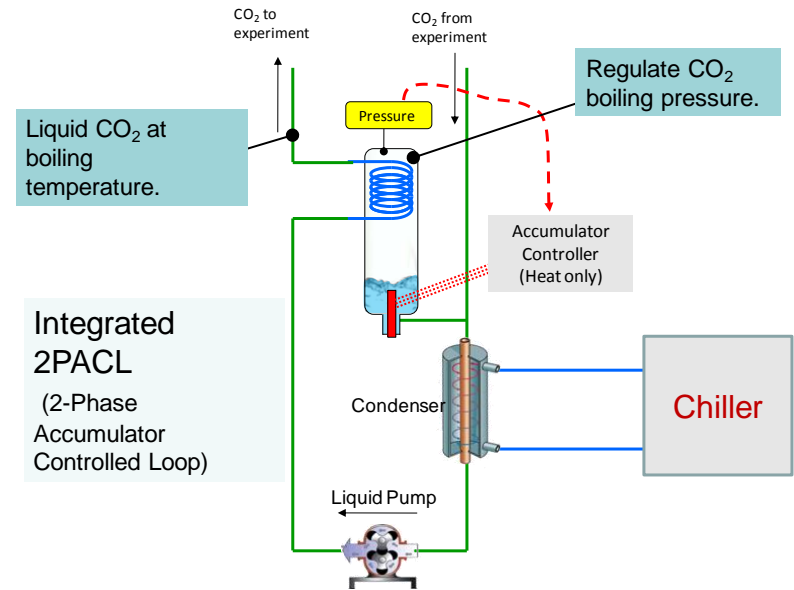 CO₂ to
experiment
CO₂ from
experiment
Regulate CO₂
boiling pressure.
Pressure
Liquid CO₂ at
boiling
temperature.
Accumulator
Controller
(Heat only)
Integrated
2PACL
(2-Phase
Accumulator
Controlled Loop)
Condenser
Chiller
Liquid Pump